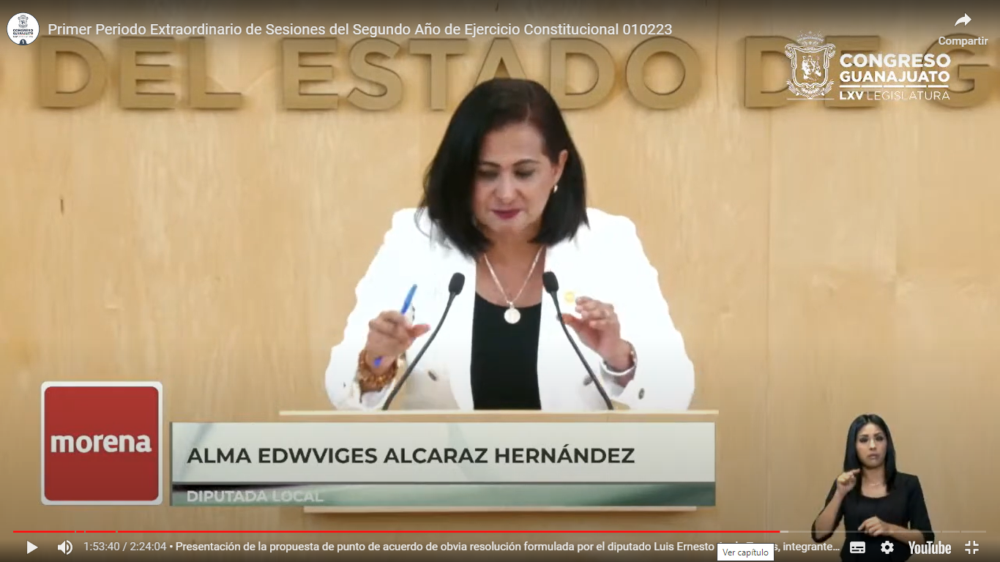 Primer Periodo Extraordinario de Sesiones del Segundo Año de Ejercicio Constitucional 010223
Compartir
DEL ESTADO DE G
CONGRESO
GUANAJUATO
LXV LEGISLATURA
morena
ALMA EDWVIGES ALCARAZ HERNÁNDEZ
DIPUTADA LOCAL
1:53:40 / 2:24:04 • Presentación de la propuesta de punto de acuerdo de obvia resolución formulada por el diputado Luis Ernesto integrante...
Ver capítulo
YouTube